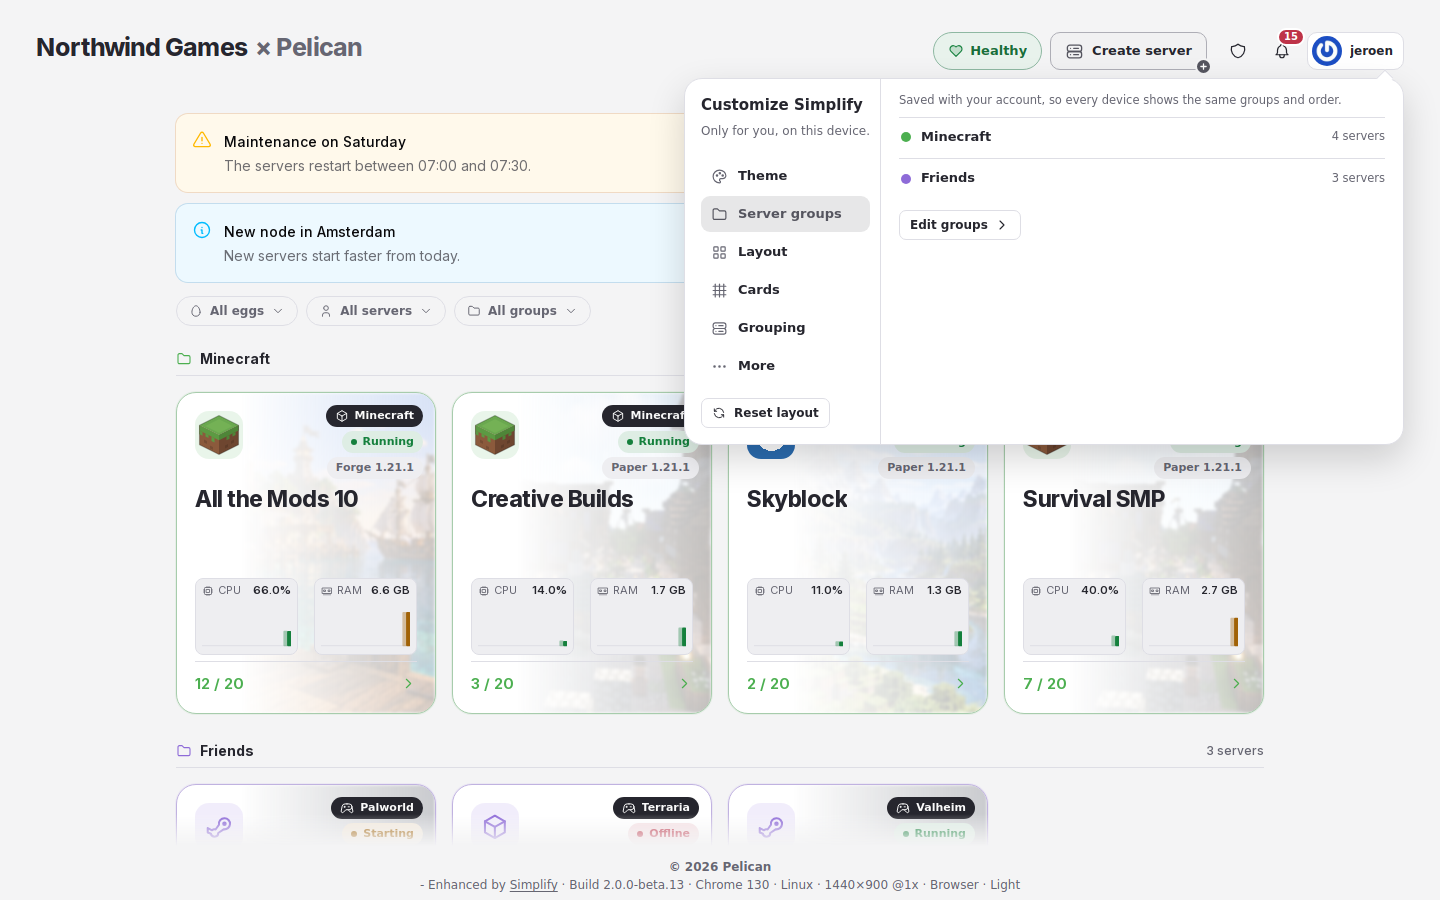 Northwind Games × Pelican
Healthy
Create server
15
jeroen
Maintenance on Saturday
The servers restart between 07:00 and 07:30.
New node in Amsterdam
New servers start faster from today.
All eggs
All servers
All groups
Customize Simplify
Only for you, on this device.
Theme
Server groups
Layout
Cards
Grouping
More
Reset layout
Saved with your account, so every device shows the same groups and order.
Minecraft
4 servers
Friends
3 servers
Edit groups
Minecraft
Minecraft
Running
Forge 1.21.1
All the Mods 10
CPU 66.0%
RAM 6.6 GB
12 / 20
Minecraft
Running
Paper 1.21.1
Creative Builds
CPU 14.0%
RAM 1.7 GB
3 / 20
Paper 1.21.1
Skyblock
CPU 11.0%
RAM 1.3 GB
2 / 20
Paper 1.21.1
Survival SMP
CPU 40.0%
RAM 2.7 GB
7 / 20
Friends
3 servers
Palworld
Starting
Terraria
Offline
Valheim
Running
© 2026 Pelican
- Enhanced by Simplify · Build 2.0.0-beta.13 · Chrome 130 · Linux · 1440×900 @1x · Browser · Light